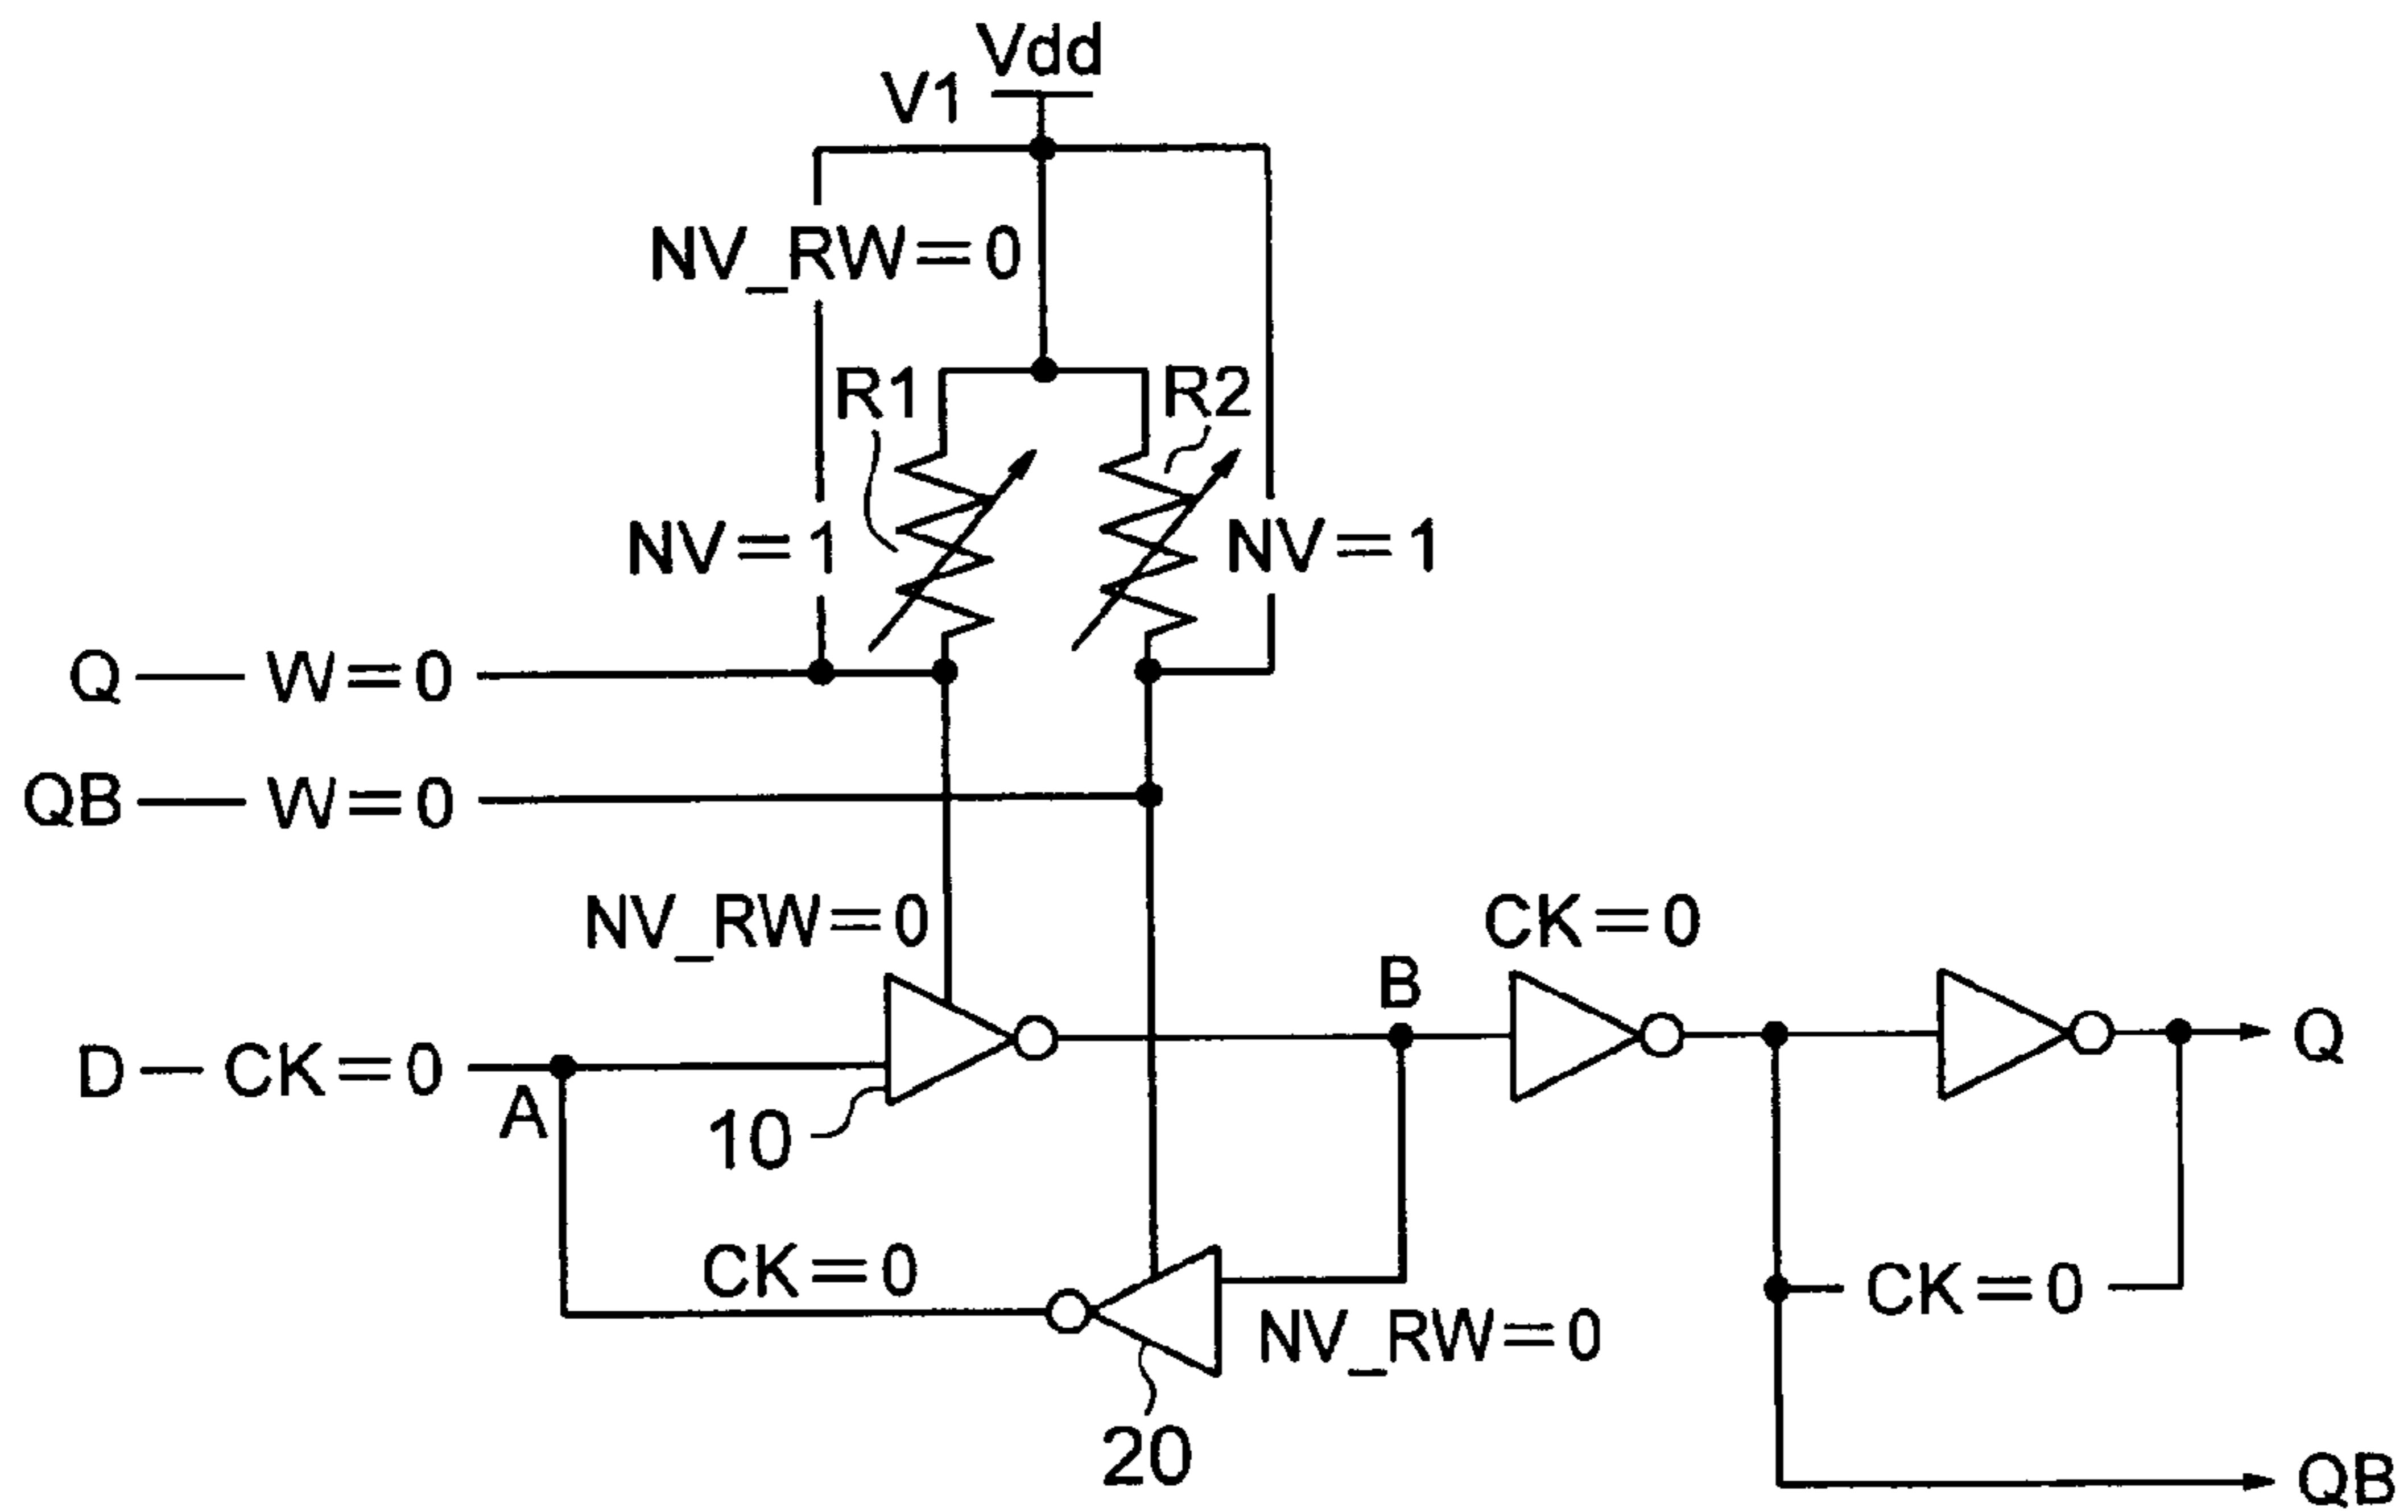 Vdd
V1
NV_RW=0
R1
R2
NV=1
NV=1
Q — W=0
QB — W=0
NV_RW=0
CK=0
B
Q
D — CK=0
A
10
CK=0
CK=0
NV_RW=0
20
QB